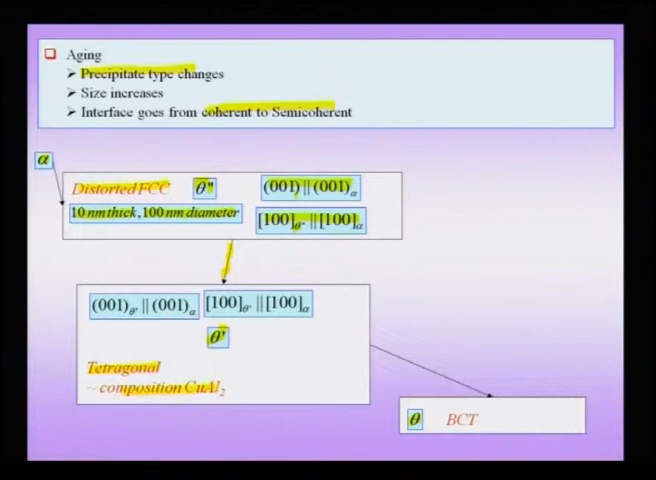 Aging
➢ Precipitate type changes
➢ Size increases
➢ Interface goes from coherent to Semicoherent
α
Distorted FCC θ" (001) || (001)α
10 nm thick, 100 nm diameter [100]θ" || [100]α
(001)θ' || (001)α [100]θ' || [100]α
θ'
Tetragonal
~ composition CuAl2
θ BCT